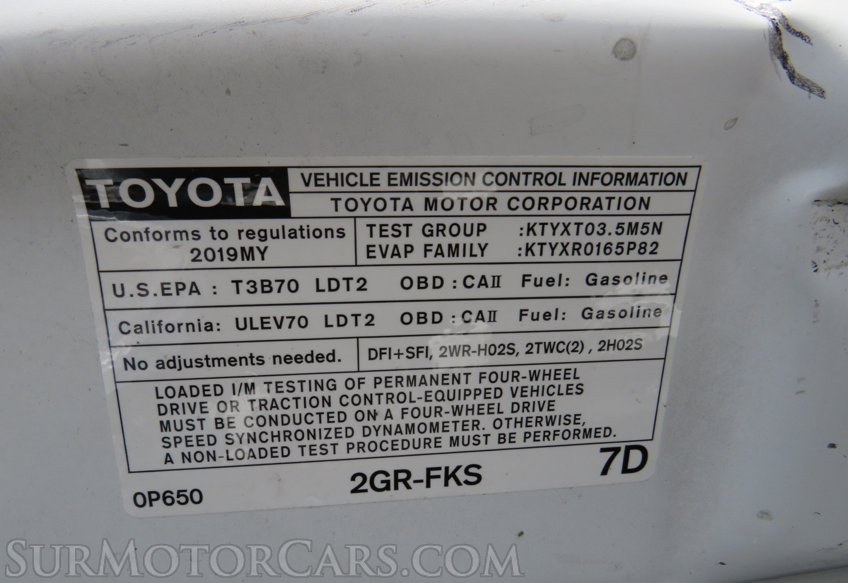 TOYOTA
VEHICLE EMISSION CONTROL INFORMATION
TOYOTA MOTOR CORPORATION
Conforms to regulations
2019MY
TEST GROUP :KTYXT03.5M5N
EVAP FAMILY :KTYXR0165P82
U.S.EPA : T3B70 LDT2 OBD : CAII Fuel: Gasoline
California: ULEV70 LDT2 OBD : CAII Fuel: Gasoline
No adjustments needed.
DFI+SFI, 2WR-HO2S, 2TWC(2) , 2HO2S
LOADED I/M TESTING OF PERMANENT FOUR-WHEEL
DRIVE OR TRACTION CONTROL-EQUIPPED VEHICLES
MUST BE CONDUCTED ON A FOUR-WHEEL DRIVE
SPEED SYNCHRONIZED DYNAMOMETER. OTHERWISE,
A NON-LOADED TEST PROCEDURE MUST BE PERFORMED.
0P650 2GR-FKS 7D
SurMotorCars.com